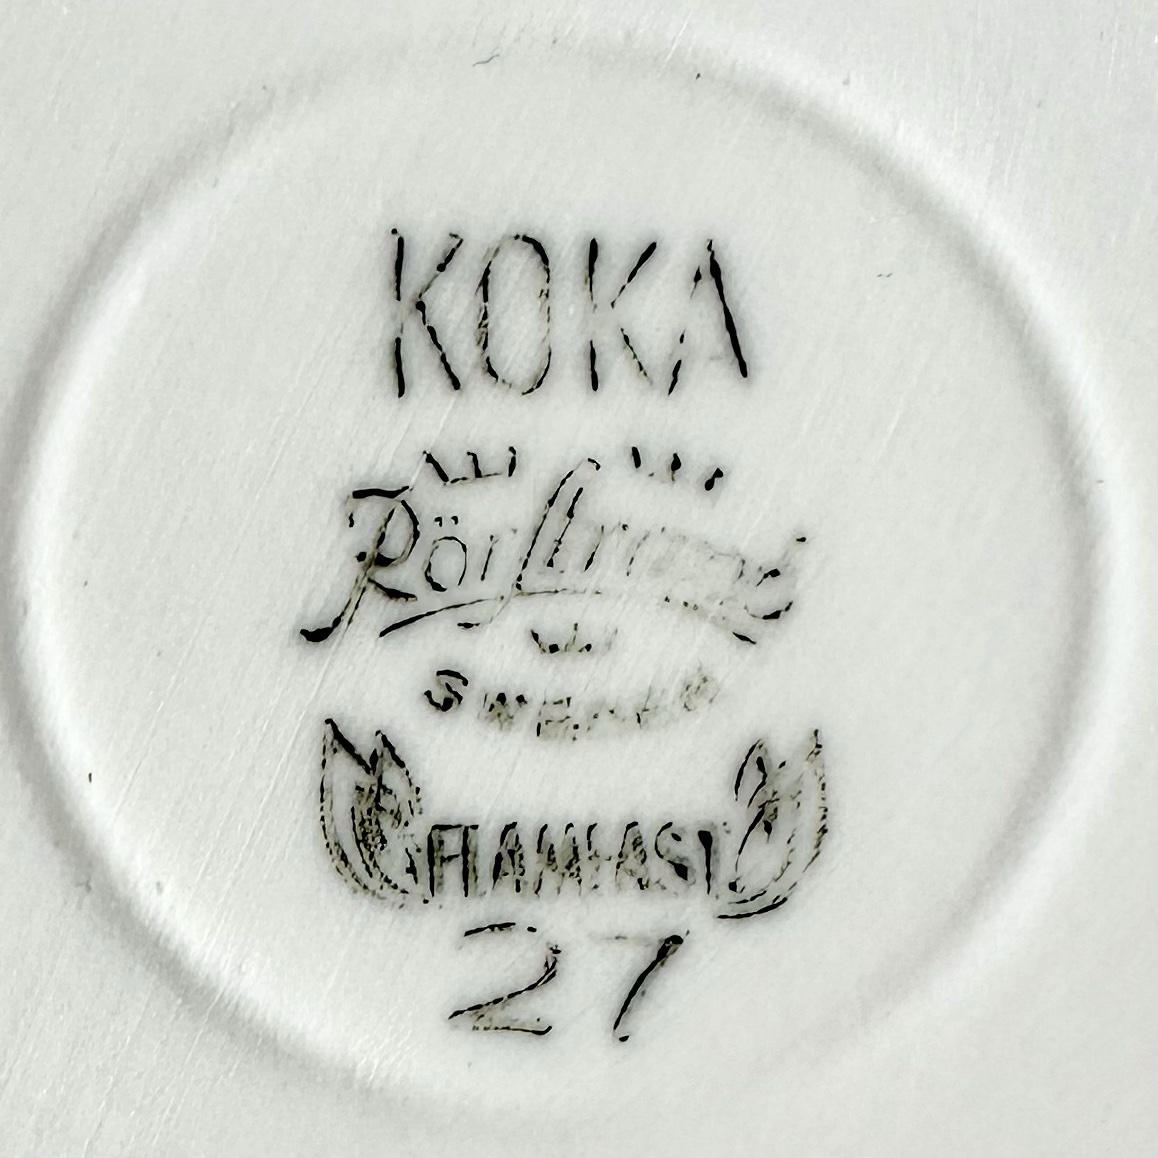 KOKA
Rörstrand
SWEDEN
FLAMFAST
27